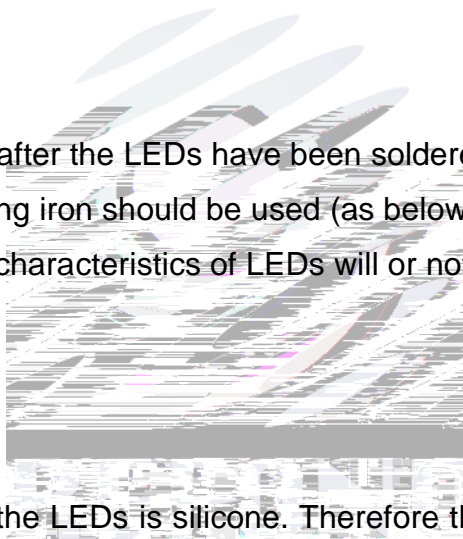 after the LEDs have been soldere
ng iron should be used (as below
characteristics of LEDs will or no
the LEDs is silicone. Therefore th